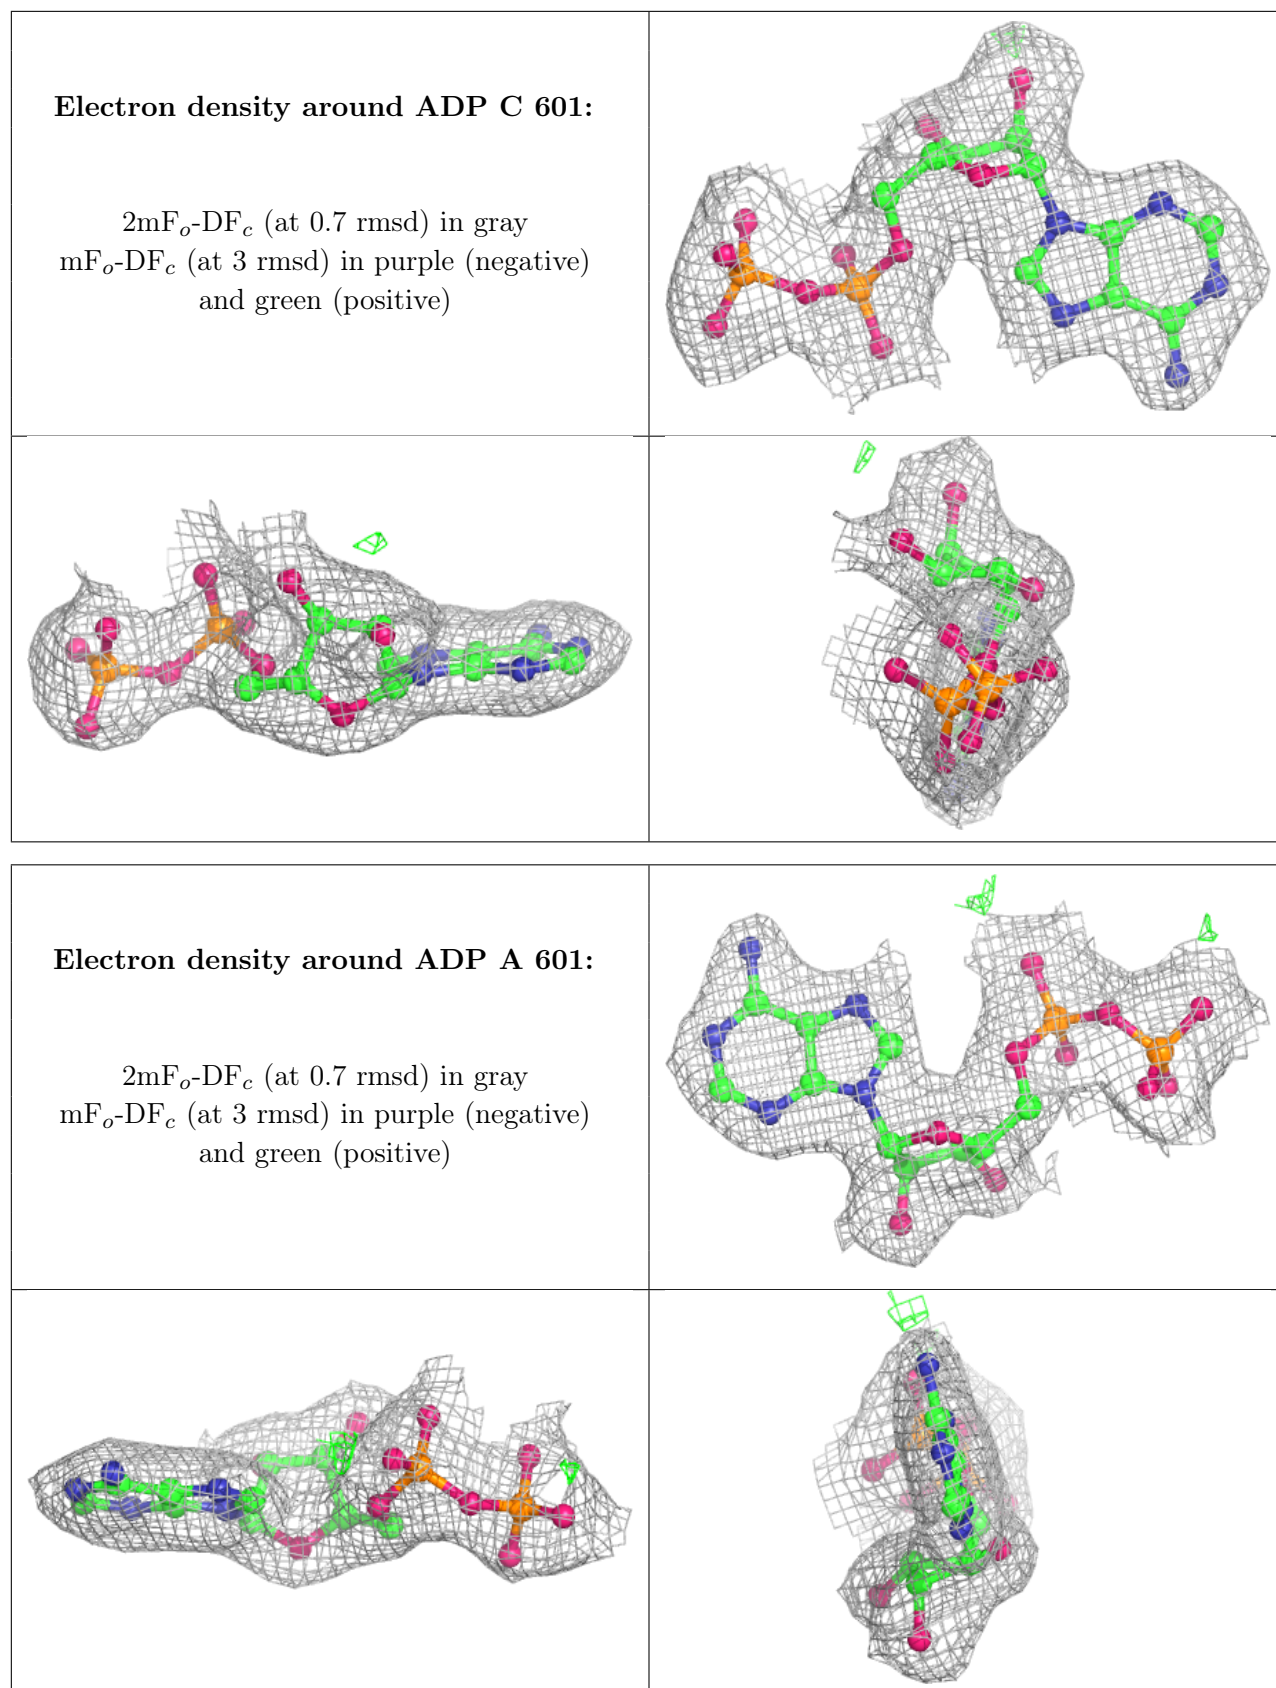 Electron density around ADP C 601:
2mFo-DFc (at 0.7 rmsd) in gray
mFo-DFc (at 3 rmsd) in purple (negative)
and green (positive)
Electron density around ADP A 601:
2mFo-DFc (at 0.7 rmsd) in gray
mFo-DFc (at 3 rmsd) in purple (negative)
and green (positive)